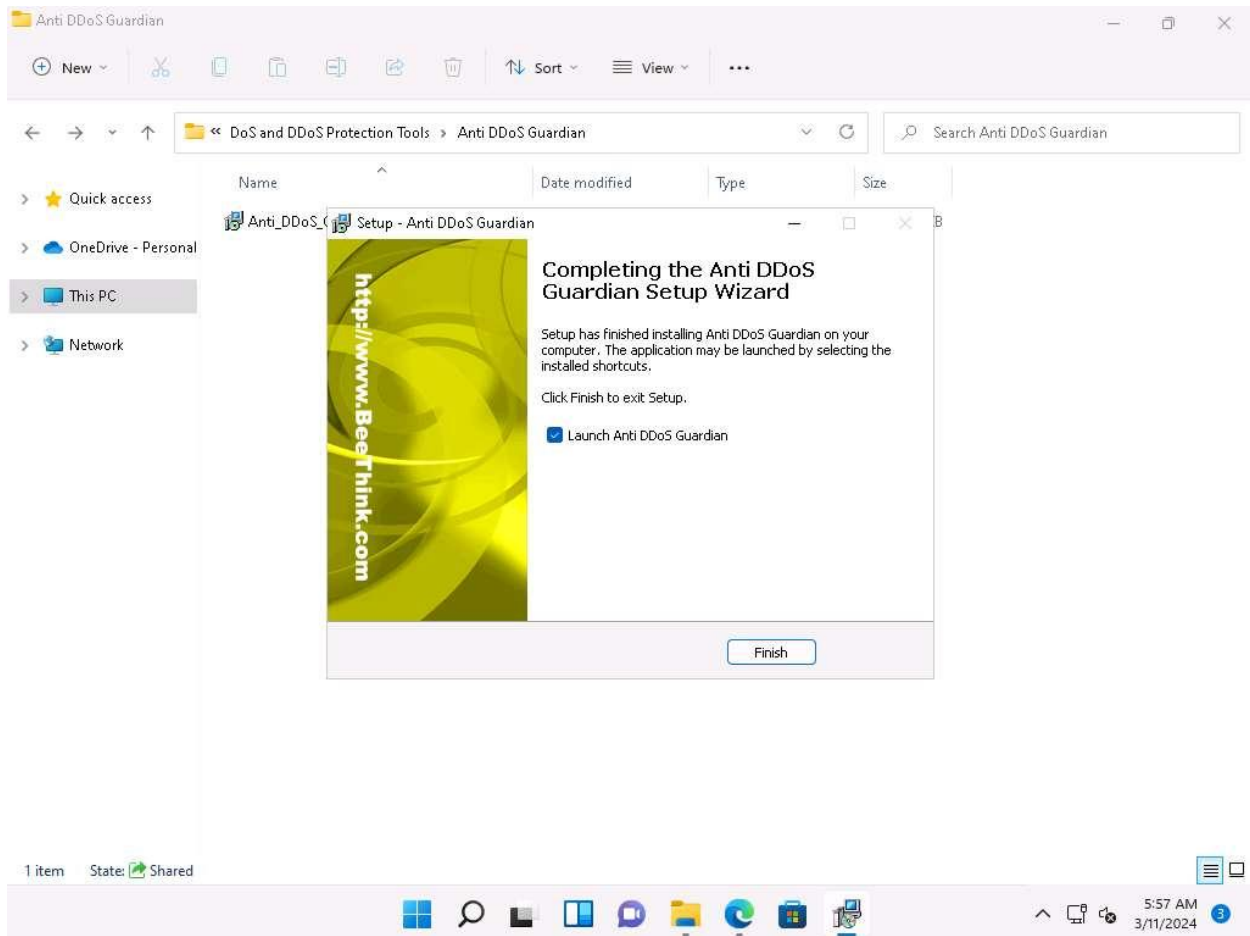 Anti DDoS Guardian
New
Sort
View
« DoS and DDoS Protection Tools > Anti DDoS Guardian
Search Anti DDoS Guardian
Name
Date modified
Type
Size
Quick access
OneDrive - Personal
This PC
Network
Anti_DDoS_
Setup - Anti DDoS Guardian
B
http://www.BeeThink.com
Completing the Anti DDoS
Guardian Setup Wizard
Setup has finished installing Anti DDoS Guardian on your
computer. The application may be launched by selecting the
installed shortcuts.
Click Finish to exit Setup.
Launch Anti DDoS Guardian
Finish
1 item State: Shared
5:57 AM
3/11/2024
3